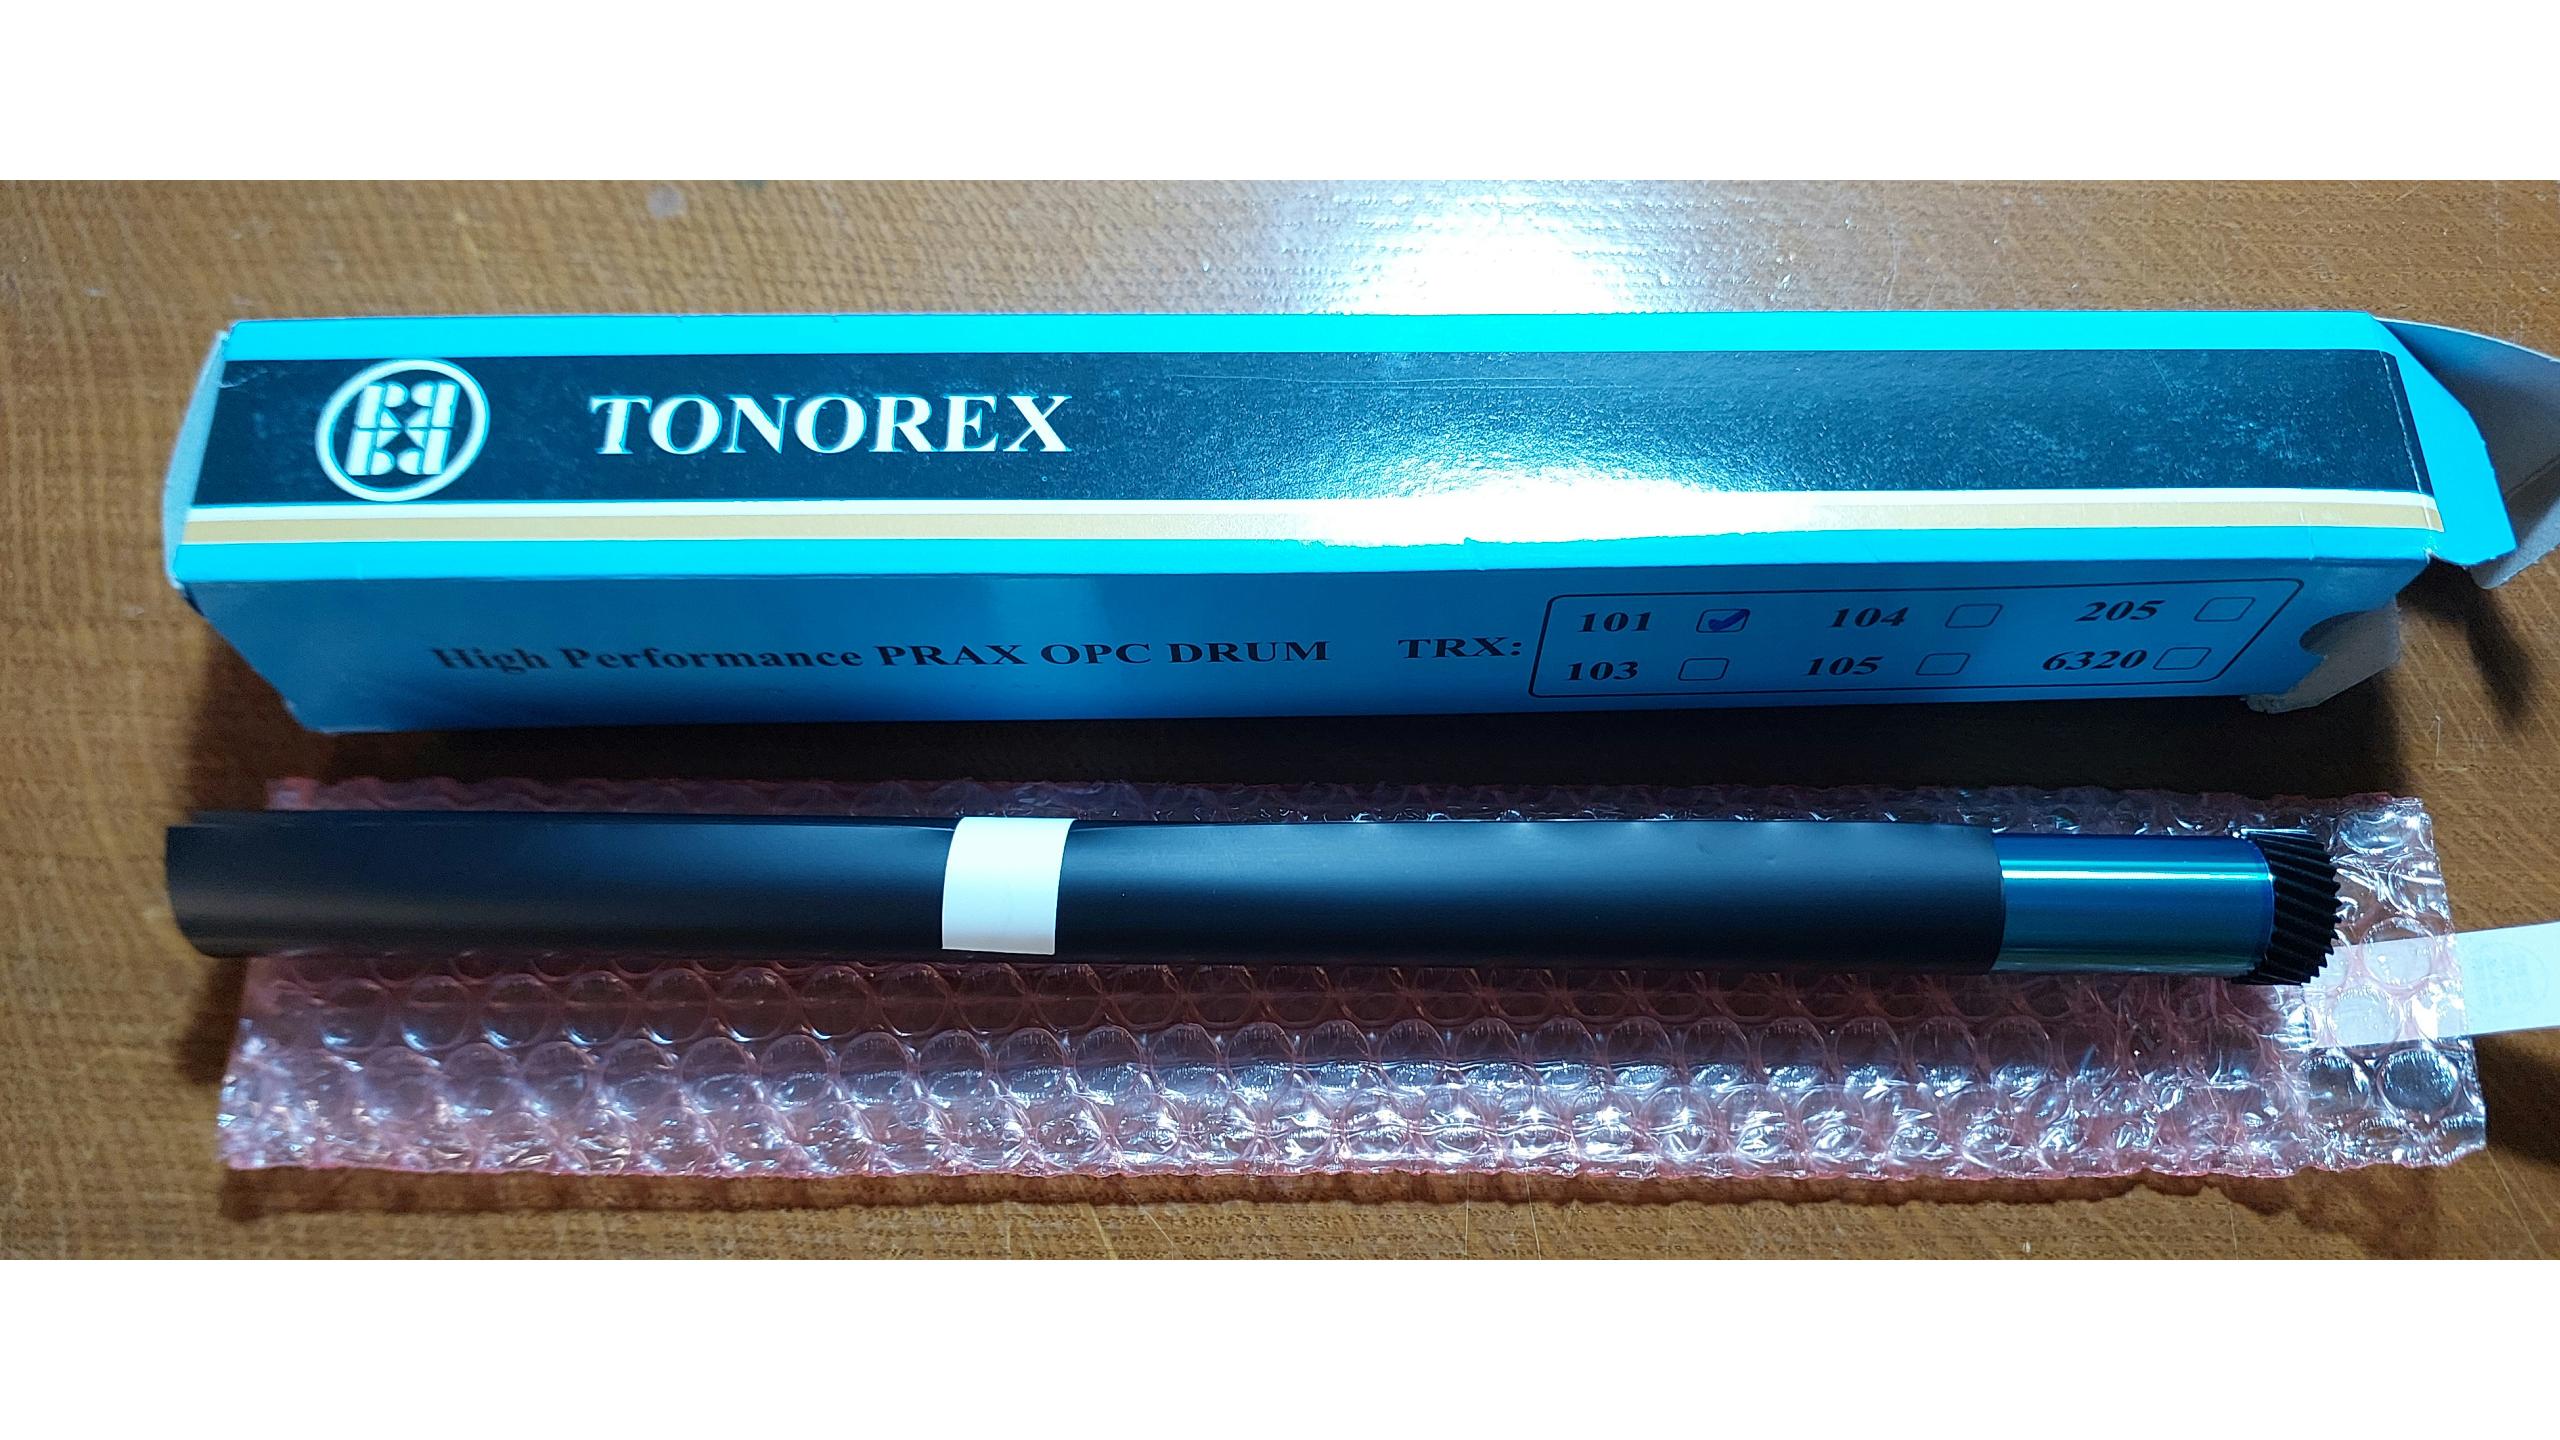 TONOREX
High Performance PRAX OPC DRUM TRX:
101 104 205
103 105 6320